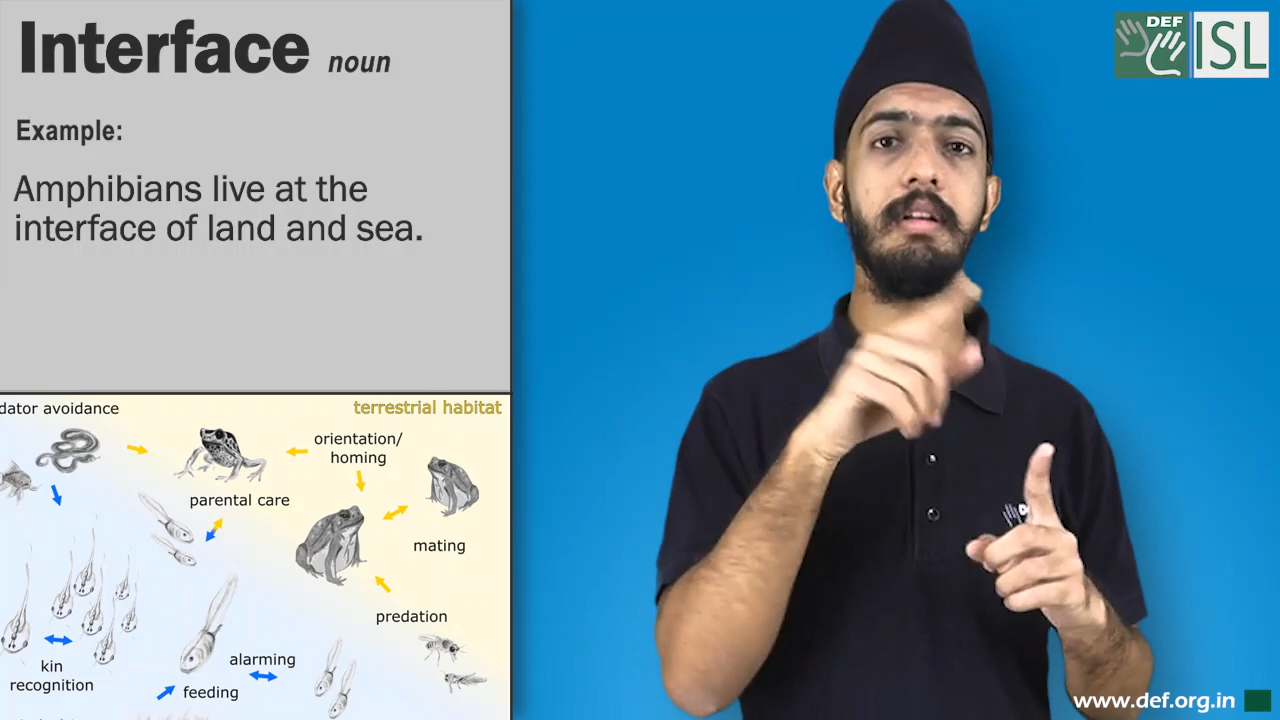 Interface noun
Example:
Amphibians live at the
interface of land and sea.
dator avoidance
terrestrial habitat
orientation/
homing
parental care
mating
predation
kin
recognition
alarming
feeding
DEF
ISL
www.def.org.in